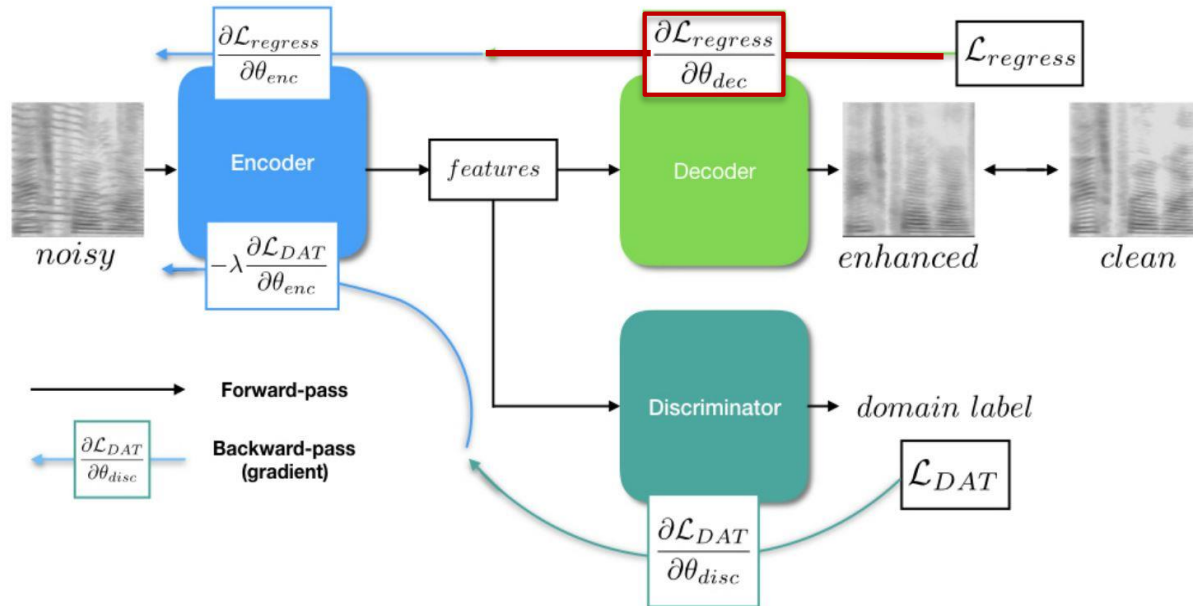 ∂ℒ_regress/∂θ_enc
∂ℒ_regress/∂θ_dec
ℒ_regress
Encoder
features
Decoder
noisy
−λ ∂ℒ_DAT/∂θ_enc
enhanced
clean
Forward-pass
Discriminator
domain label
∂ℒ_DAT/∂θ_disc
Backward-pass
(gradient)
ℒ_DAT
∂ℒ_DAT/∂θ_disc